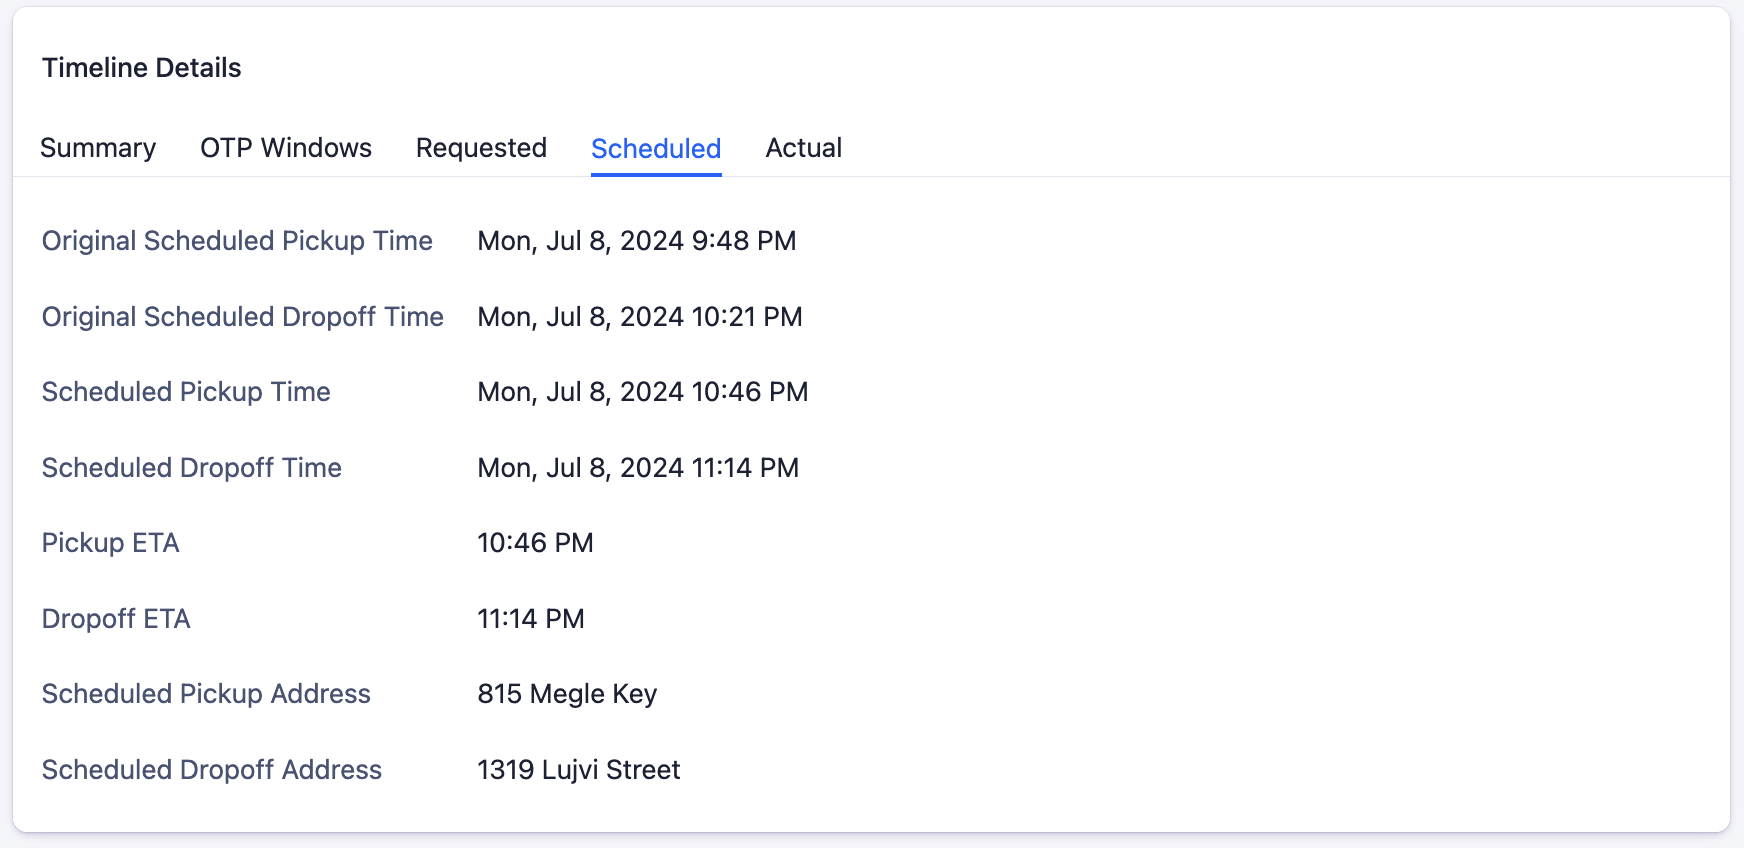 Timeline Details
Summary OTP Windows Requested Scheduled Actual
Original Scheduled Pickup Time Mon, Jul 8, 2024 9:48 PM
Original Scheduled Dropoff Time Mon, Jul 8, 2024 10:21 PM
Scheduled Pickup Time Mon, Jul 8, 2024 10:46 PM
Scheduled Dropoff Time Mon, Jul 8, 2024 11:14 PM
Pickup ETA 10:46 PM
Dropoff ETA 11:14 PM
Scheduled Pickup Address 815 Megle Key
Scheduled Dropoff Address 1319 Lujvi Street